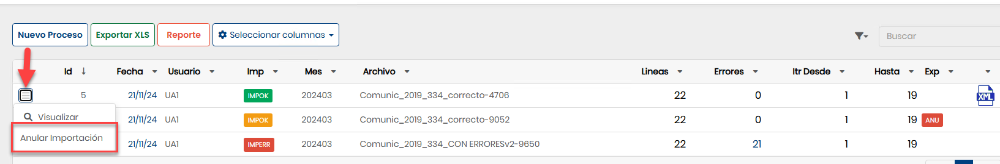 Nuevo Proceso Exportar XLS Reporte Seleccionar columnas Buscar
Id Fecha Usuario Imp Mes Archivo Lineas Errores Itr Desde Hasta Exp
5 21/11/24 UA1 IMPOK 202403 Comunic_2019_334_correcto-4706 22 0 1 19 XML
Visualizar
21/11/24 UA1 IMPOK 202403 Comunic_2019_334_correcto-9052 22 0 1 19 ANU
Anular Importación
21/11/24 UA1 IMPERR 202403 Comunic_2019_334_CON ERRORESv2-9650 22 21 1 19